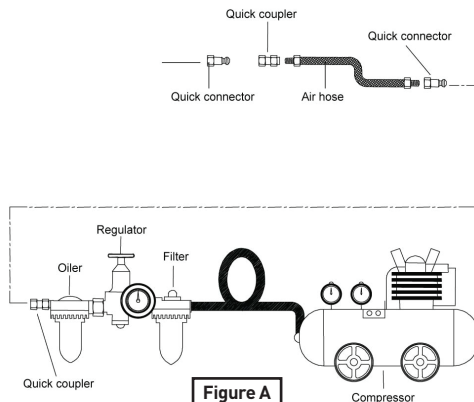 Quick coupler
Quick connector
Quick connector
Air hose
Regulator
Oiler
Filter
Quick coupler
Figure A
Compressor